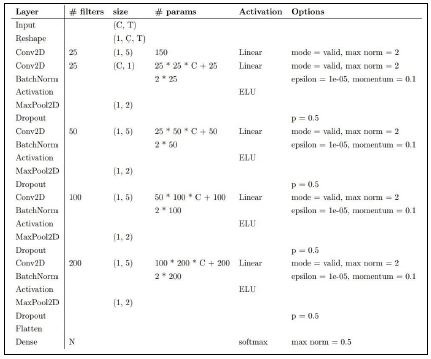 Layer # filters size # params Activation Options
Input (C, T)
Reshape (1, C, T)
Conv2D 25 (1, 5) 150 Linear mode = valid, max norm = 2
Conv2D 25 (C, 1) 25 * 25 * C + 25 Linear mode = valid, max norm = 2
BatchNorm 2 * 25 epsilon = 1e-05, momentum = 0.1
Activation ELU
MaxPool2D (1, 2)
Dropout p = 0.5
Conv2D 50 (1, 5) 25 * 50 * C + 50 Linear mode = valid, max norm = 2
BatchNorm 2 * 50 epsilon = 1e-05, momentum = 0.1
Activation ELU
MaxPool2D (1, 2)
Dropout p = 0.5
Conv2D 100 (1, 5) 50 * 100 * C + 100 Linear mode = valid, max norm = 2
BatchNorm 2 * 100 epsilon = 1e-05, momentum = 0.1
Activation ELU
MaxPool2D (1, 2)
Dropout p = 0.5
Conv2D 200 (1, 5) 100 * 200 * C + 200 Linear mode = valid, max norm = 2
BatchNorm 2 * 200 epsilon = 1e-05, momentum = 0.1
Activation ELU
MaxPool2D (1, 2)
Dropout p = 0.5
Flatten
Dense N softmax max norm = 0.5